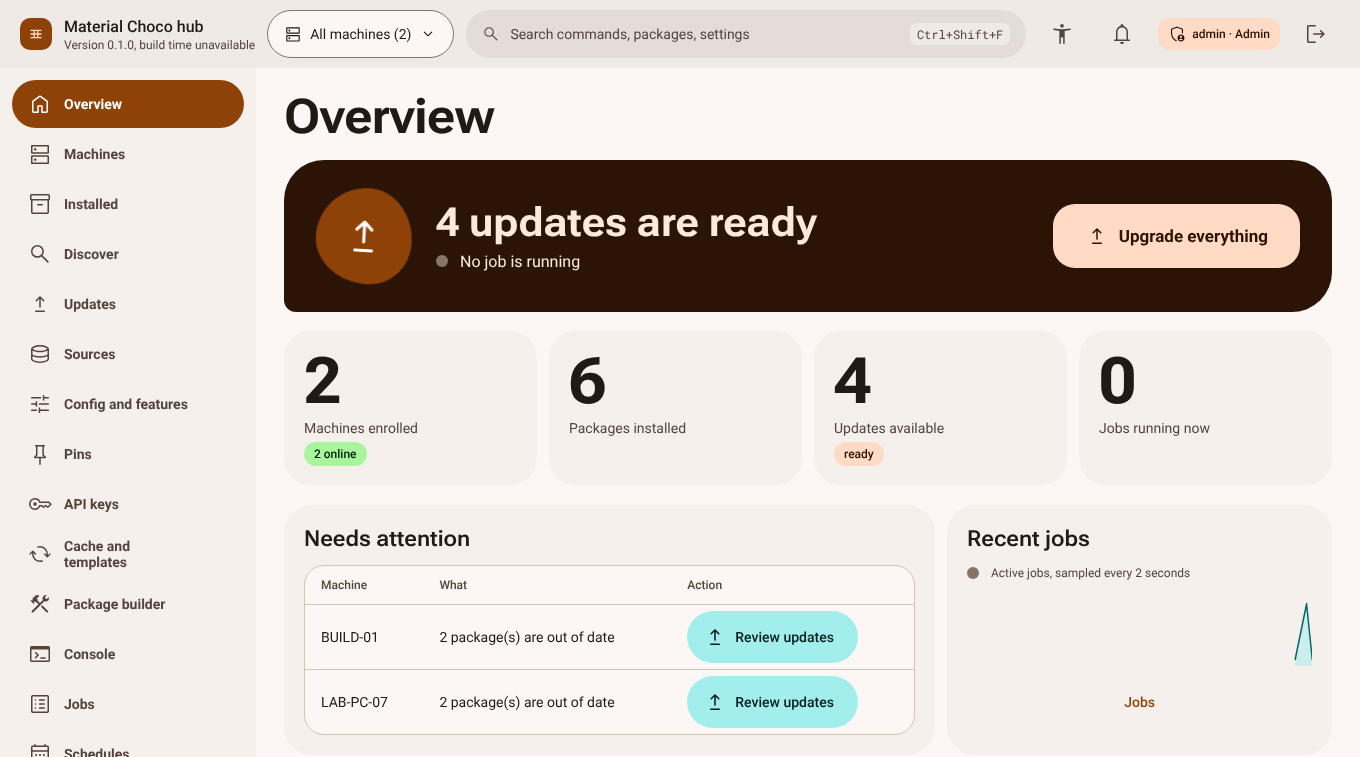 Material Choco hub
Version 0.1.0, build time unavailable
All machines (2)
Search commands, packages, settings
Ctrl+Shift+F
admin · Admin
Overview
Machines
Installed
Discover
Updates
Sources
Config and features
Pins
API keys
Cache and
templates
Package builder
Console
Jobs
Schedules
Overview
4 updates are ready
No job is running
Upgrade everything
2
Machines enrolled
2 online
6
Packages installed
4
Updates available
ready
0
Jobs running now
Needs attention
Machine What Action
BUILD-01 2 package(s) are out of date Review updates
LAB-PC-07 2 package(s) are out of date Review updates
Recent jobs
Active jobs, sampled every 2 seconds
Jobs